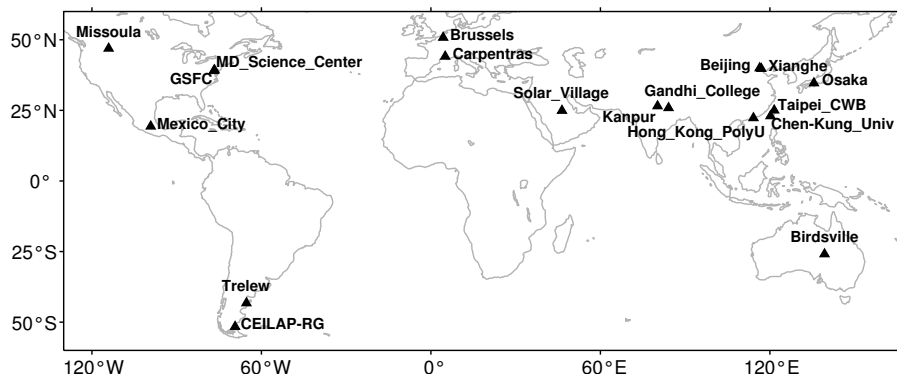 50°N
25°N
0°
25°S
50°S
120°W
60°W
0°
60°E
120°E
Missoula
MD_Science_Center
GSFC
Mexico_City
Brussels
Carpentras
Solar_Village
Beijing
Xianghe
Osaka
Gandhi_College
Kanpur
Taipei_CWB
Hong_Kong_PolyU
Chen-Kung_Univ
Birdsville
Trelew
CEILAP-RG